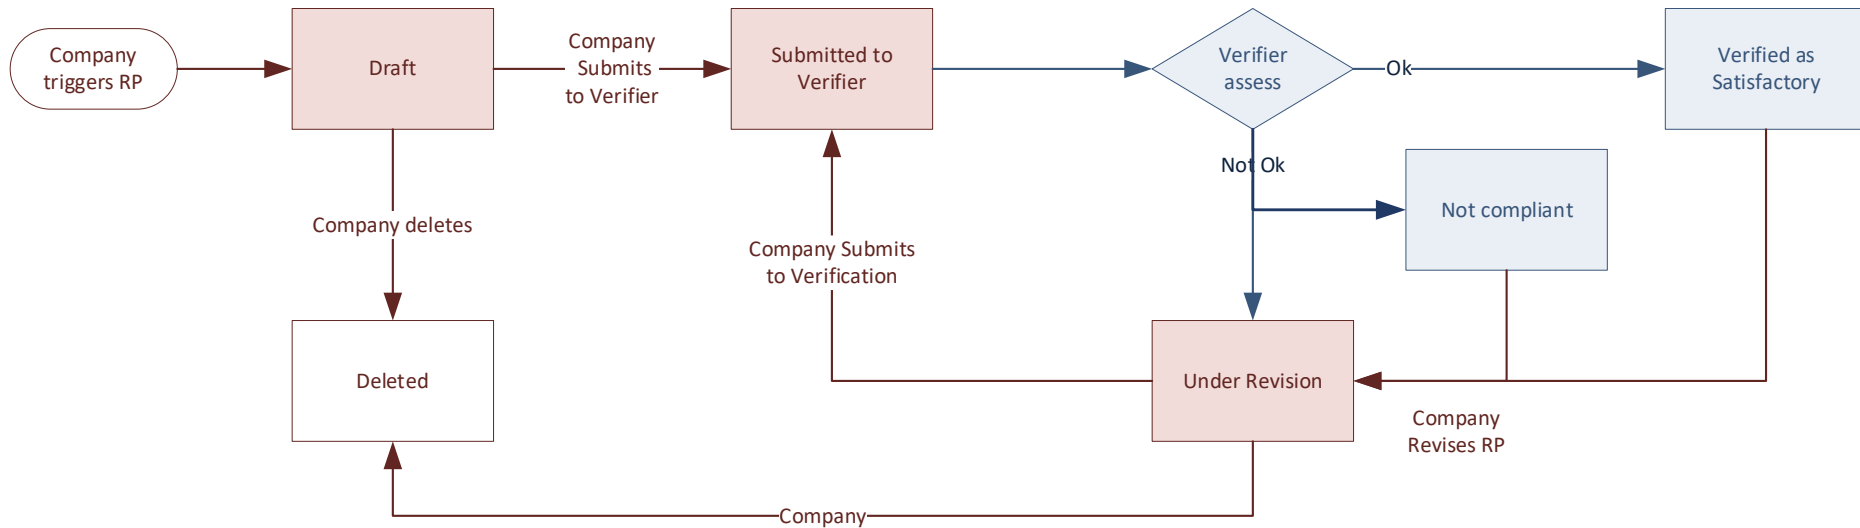 Company
triggers RP
Draft
Company
Submits
to Verifier
Submitted to
Verifier
Verifier
assess
Ok
Verified as
Satisfactory
Not Ok
Not compliant
Company deletes
Company Submits
to Verification
Deleted
Under Revision
Company
Revises RP
Company